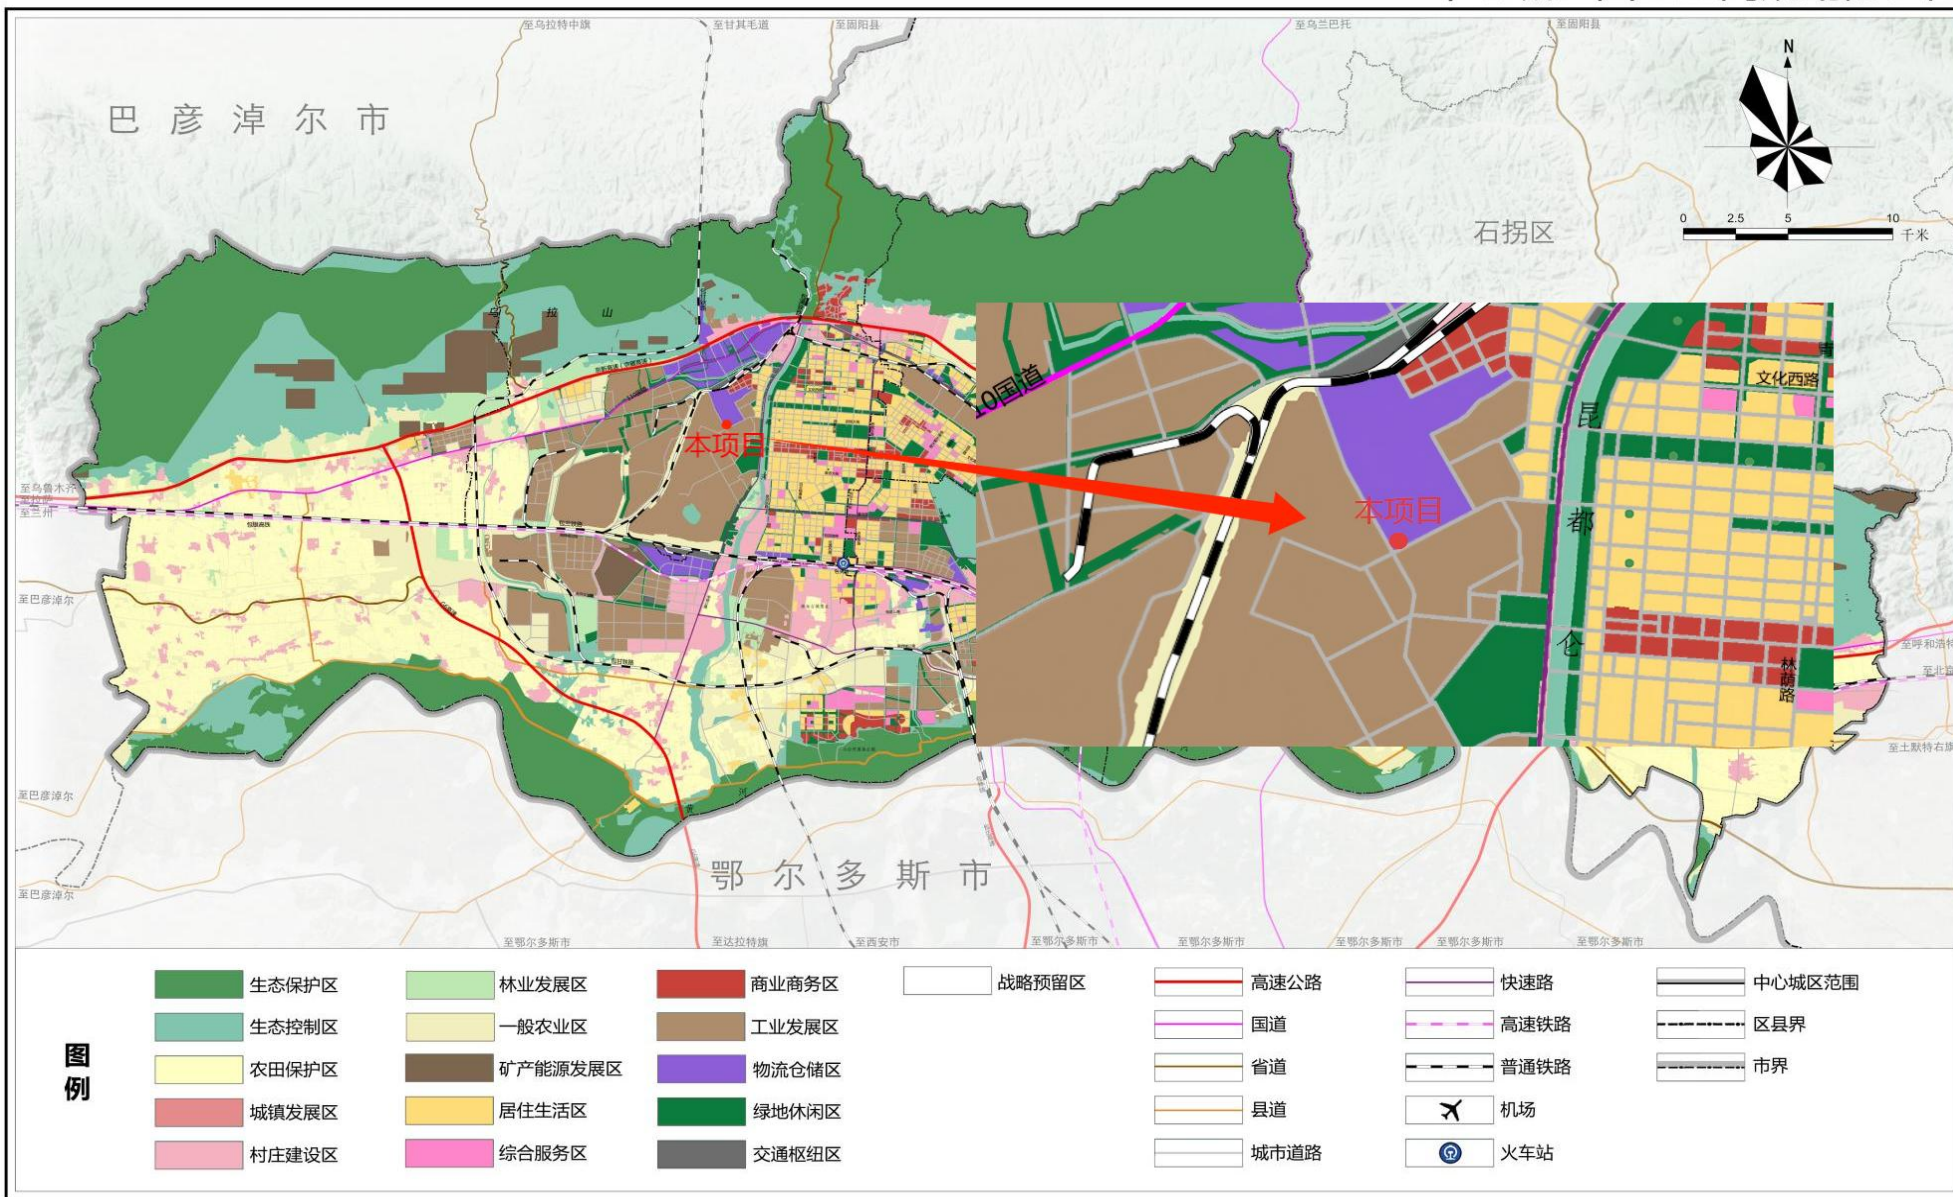 至乌拉特中旗
至甘其毛道
至固阳县
至乌兰巴托
至固阳县
N
巴彦淖尔市
石拐区
0 2.5 5 10
千米
乌拉山
10国道
文化西路
昆都仑
林荫路
本项目
本项目
至乌鲁木齐
至拉萨
至兰州
至巴彦淖尔
至呼和浩特
至北京
至土默特右旗
至巴彦淖尔
至巴彦淖尔
黄河
鄂尔多斯市
至鄂尔多斯市
至达拉特旗
至西安市
至鄂尔多斯市
至鄂尔多斯市
至鄂尔多斯市
至鄂尔多斯市
至鄂尔多斯市
图例
生态保护区
生态控制区
农田保护区
城镇发展区
村庄建设区
林业发展区
一般农业区
矿产能源发展区
居住生活区
综合服务区
商业商务区
工业发展区
物流仓储区
绿地休闲区
交通枢纽区
战略预留区
高速公路
国道
省道
县道
城市道路
快速路
高速铁路
普通铁路
机场
火车站
中心城区范围
区县界
市界